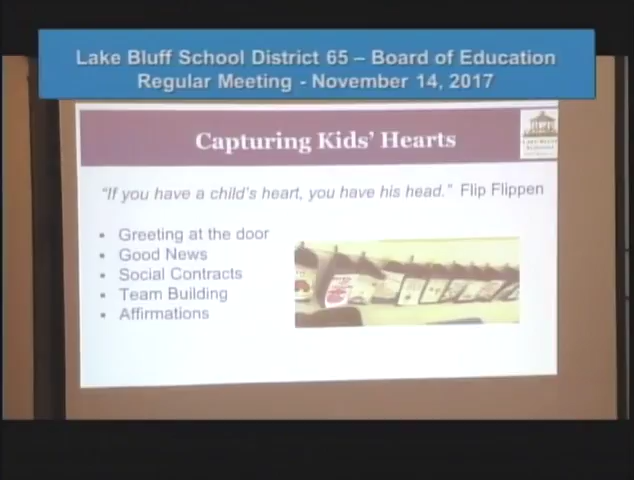 Lake Bluff School District 65 – Board of Education
Regular Meeting - November 14, 2017
Capturing Kids' Hearts
"If you have a child's heart, you have his head." Flip Flippen
▪ Greeting at the door
▪ Good News
▪ Social Contracts
▪ Team Building
▪ Affirmations